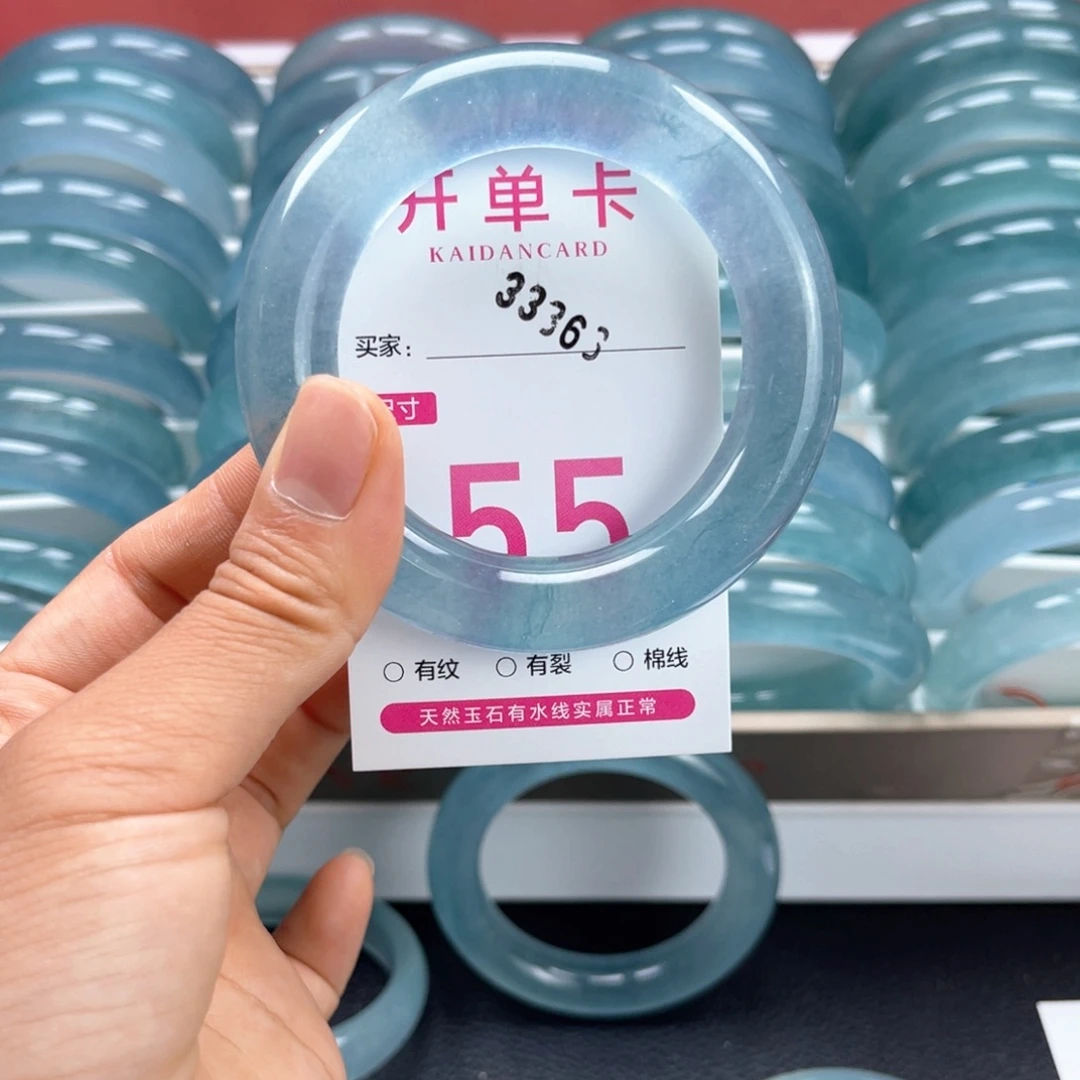 开单卡
KAIDANCARD
33363
买家：
尺寸
55
○ 有纹 ○ 有裂 ○ 棉线
天然玉石有水线实属正常